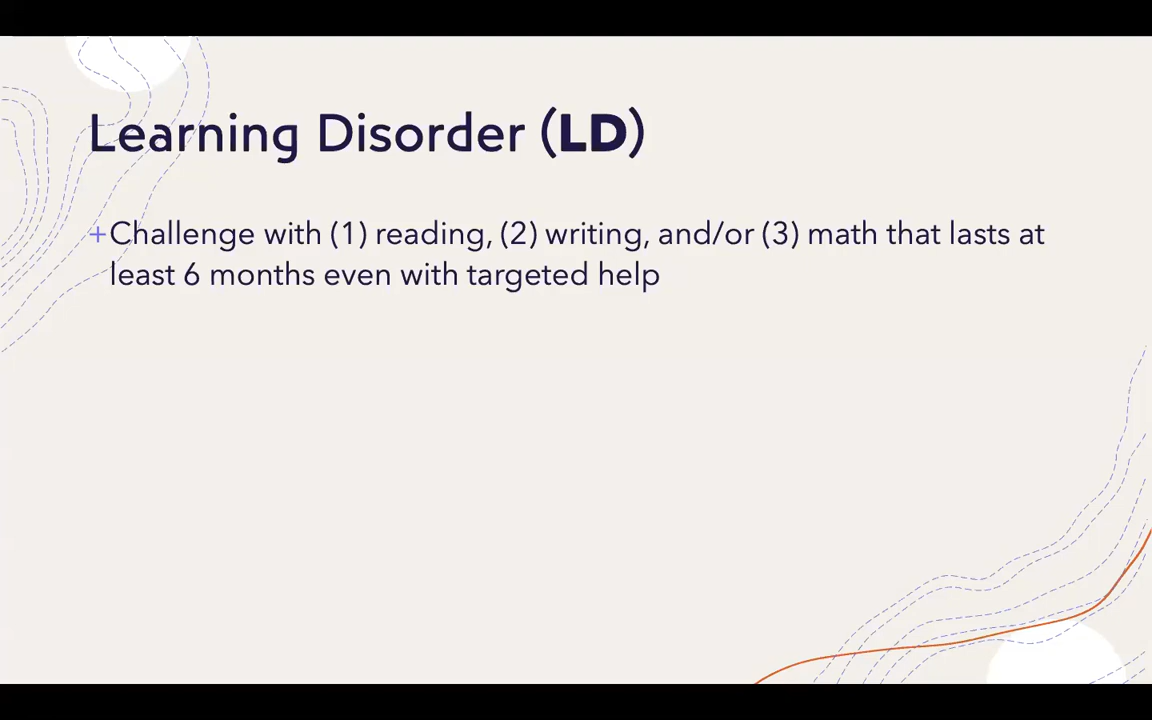 Learning Disorder (LD)
+Challenge with (1) reading, (2) writing, and/or (3) math that lasts at
least 6 months even with targeted help